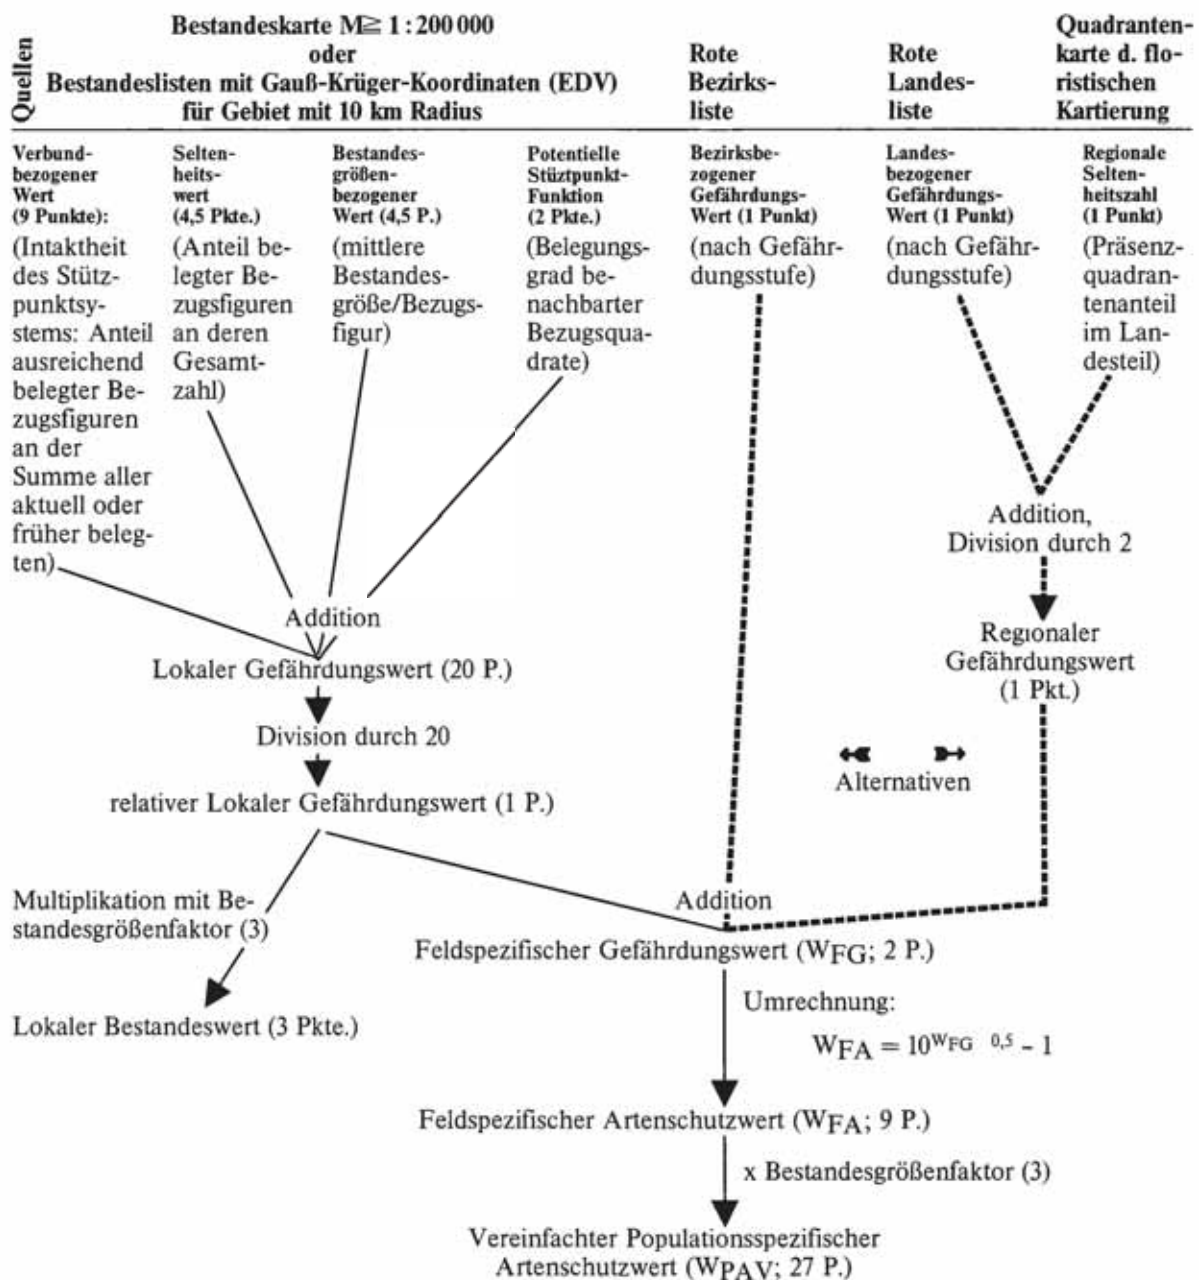 Quellen
Bestandeskarte M≧ 1:200 000
oder
Bestandeslisten mit Gauß-Krüger-Koordinaten (EDV)
für Gebiet mit 10 km Radius
Rote
Bezirks-
liste
Rote
Landes-
liste
Quadranten-
karte d. flo-
ristischen
Kartierung
Verbund-
bezogener
Wert
(9 Punkte):
(Intaktheit
des Stütz-
punktsy-
stems: Anteil
ausreichend
belegter Be-
zugsfiguren
an der
Summe aller
aktuell oder
früher beleg-
ten)
Selten-
heits-
wert
(4,5 Pkte.)
(Anteil be-
legter Be-
zugsfiguren
an deren
Gesamt-
zahl)
Bestandes-
größen-
bezogener
Wert (4,5 P.)
(mittlere
Bestandes-
größe/Bezugs-
figur)
Potentielle
Stüztpunkt-
Funktion
(2 Pkte.)
(Belegungs-
grad be-
nachbarter
Bezugsqua-
drate)
Bezirksbe-
zogener
Gefährdungs-
Wert (1 Punkt)
(nach Gefähr-
dungsstufe)
Landes-
bezogener
Gefährdungs-
Wert (1 Punkt)
(nach Gefähr-
dungsstufe)
Regionale
Selten-
heitszahl
(1 Punkt)
(Präsenz-
quadran-
tenanteil
im Lan-
desteil)
Addition,
Division durch 2
Regionaler
Gefährdungswert
(1 Pkt.)
Addition
Lokaler Gefährdungswert (20 P.)
Division durch 20
relativer Lokaler Gefährdungswert (1 P.)
Alternativen
Multiplikation mit Be-
standesgrößenfaktor (3)
Lokaler Bestandeswert (3 Pkte.)
Addition
Feldspezifischer Gefährdungswert (WFG; 2 P.)
Umrechnung:
WFA = 10WFG 0,5 – 1
Feldspezifischer Artenschutzwert (WFA; 9 P.)
x Bestandesgrößenfaktor (3)
Vereinfachter Populationsspezifischer
Artenschutzwert (WPAV; 27 P.)